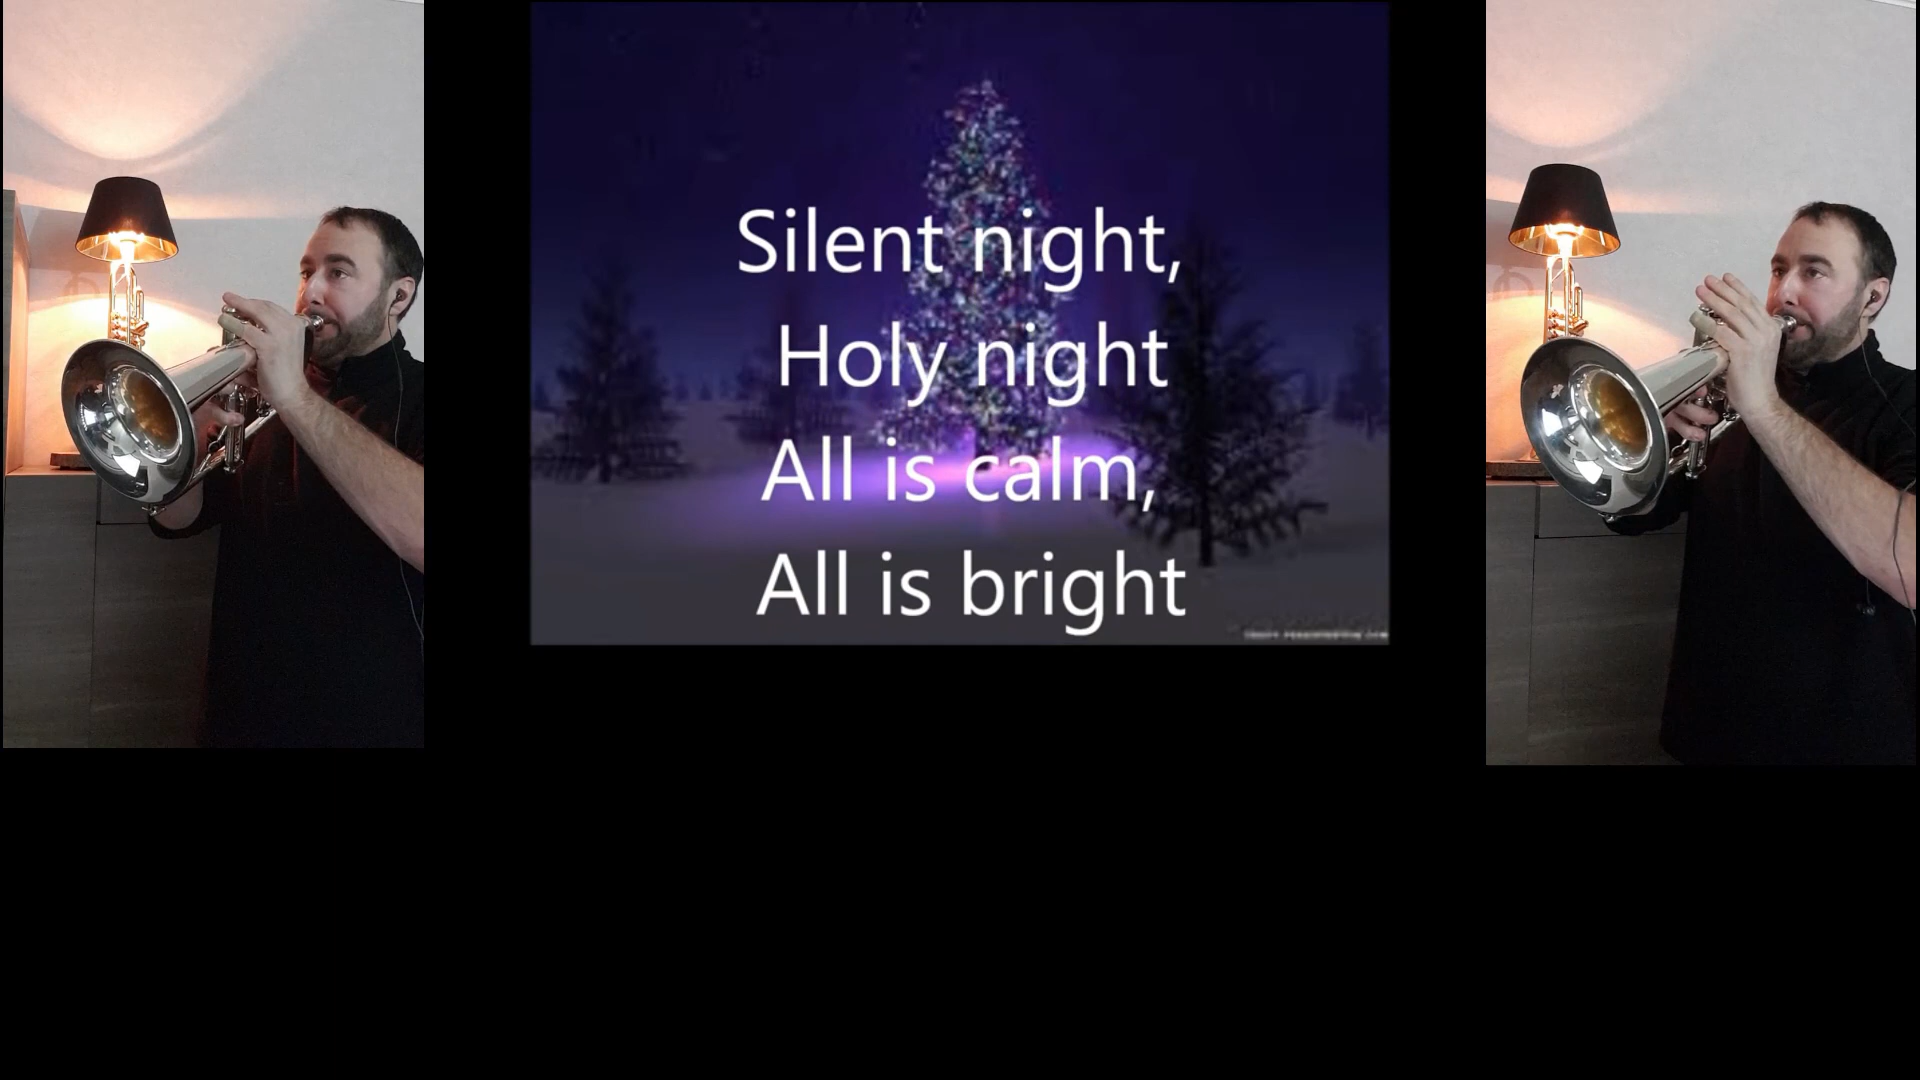 Silent night,
Holy night
All is calm,
All is bright